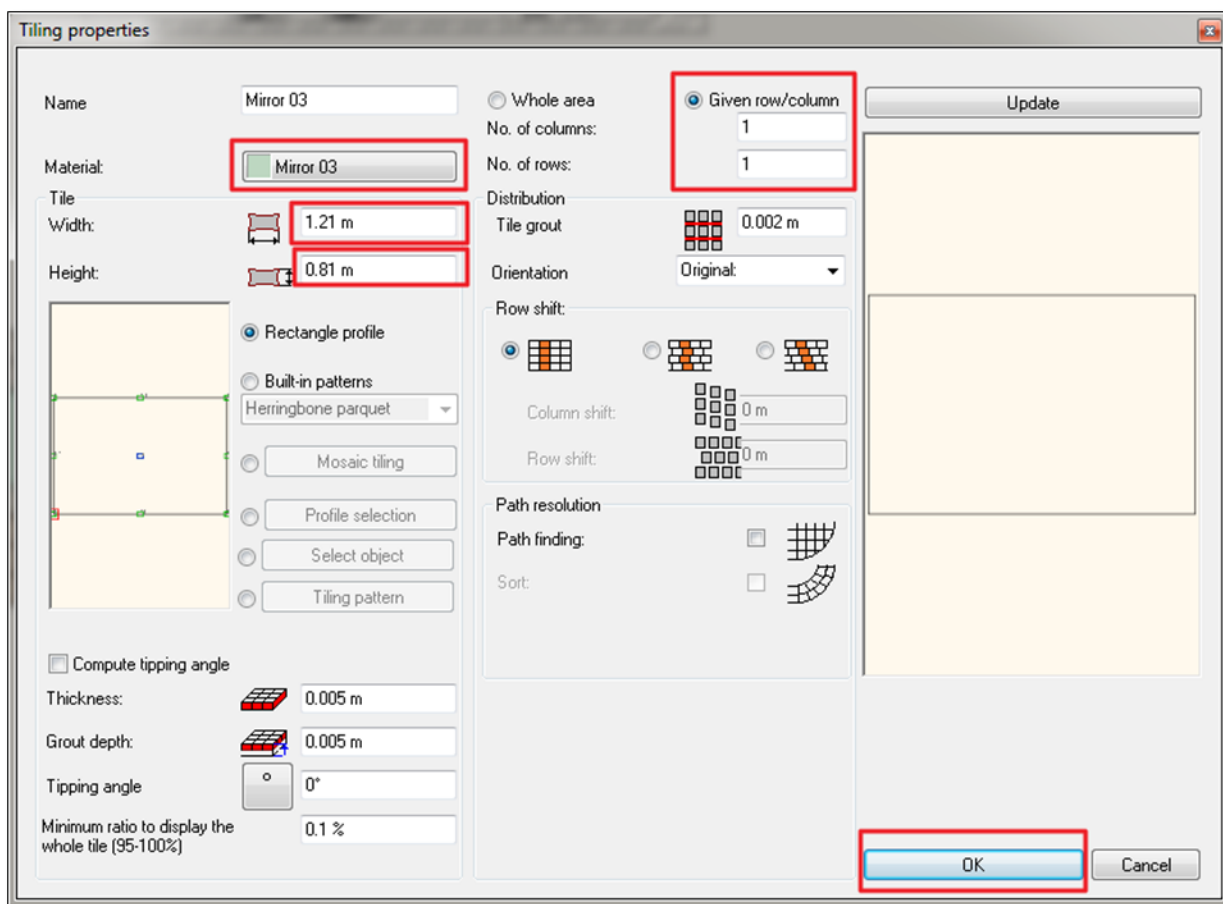 Tiling properties
Name
Mirror 03
Material:
Mirror 03
Tile
Width:
1.21 m
Height:
0.81 m
Rectangle profile
Built-in patterns
Herringbone parquet
Mosaic tiling
Profile selection
Select object
Tiling pattern
Compute tipping angle
Thickness:
0.005 m
Grout depth:
0.005 m
Tipping angle
0°
Minimum ratio to display the
whole tile (95-100%)
0.1 %
Whole area
Given row/column
No. of columns:
1
No. of rows:
1
Distribution
Tile grout
0.002 m
Orientation
Original:
Row shift:
Column shift:
0 m
Row shift:
0 m
Path resolution
Path finding:
Sort:
Update
OK
Cancel